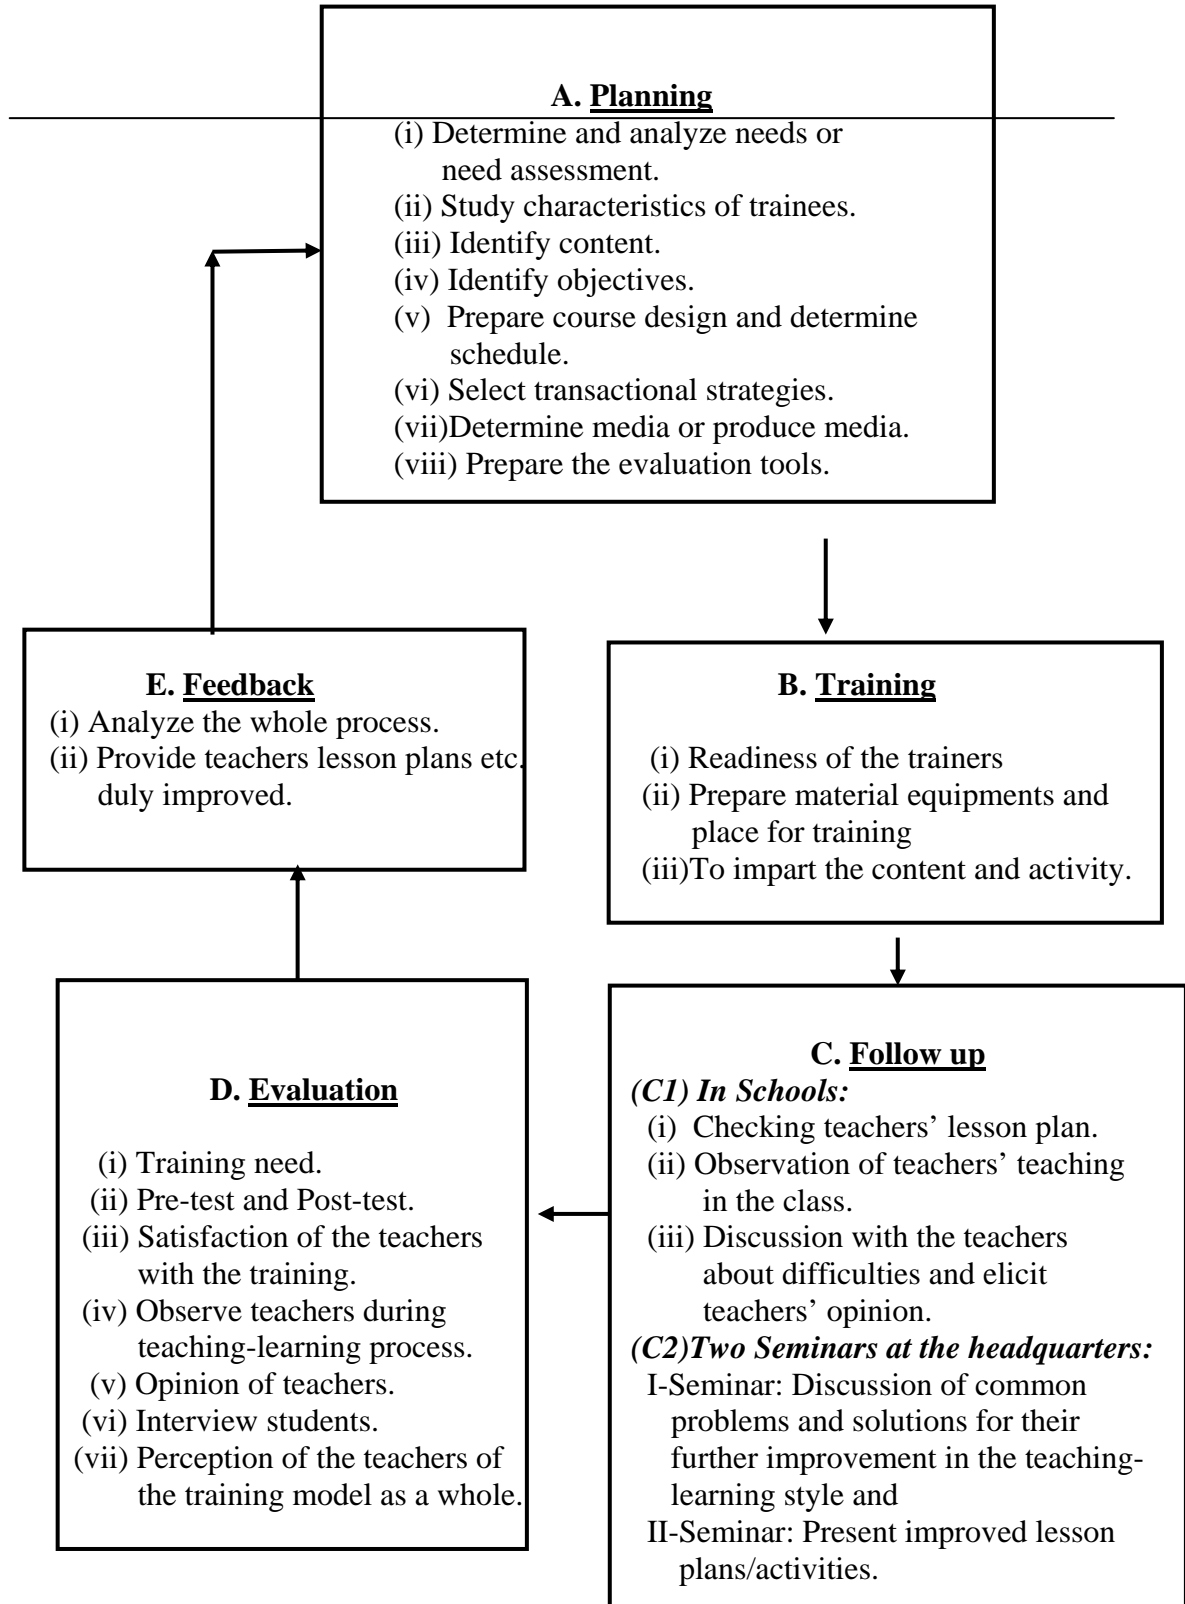 A. Planning
(i) Determine and analyze needs or
need assessment.
(ii) Study characteristics of trainees.
(iii) Identify content.
(iv) Identify objectives.
(v) Prepare course design and determine
schedule.
(vi) Select transactional strategies.
(vii)Determine media or produce media.
(viii) Prepare the evaluation tools.
B. Training
(i) Readiness of the trainers
(ii) Prepare material equipments and
place for training
(iii)To impart the content and activity.
C. Follow up
(C1) In Schools:
(i) Checking teachers’ lesson plan.
(ii) Observation of teachers’ teaching
in the class.
(iii) Discussion with the teachers
about difficulties and elicit
teachers’ opinion.
(C2)Two Seminars at the headquarters:
I-Seminar: Discussion of common
problems and solutions for their
further improvement in the teaching-
learning style and
II-Seminar: Present improved lesson
plans/activities.
D. Evaluation
(i) Training need.
(ii) Pre-test and Post-test.
(iii) Satisfaction of the teachers
with the training.
(iv) Observe teachers during
teaching-learning process.
(v) Opinion of teachers.
(vi) Interview students.
(vii) Perception of the teachers of
the training model as a whole.
E. Feedback
(i) Analyze the whole process.
(ii) Provide teachers lesson plans etc.
duly improved.